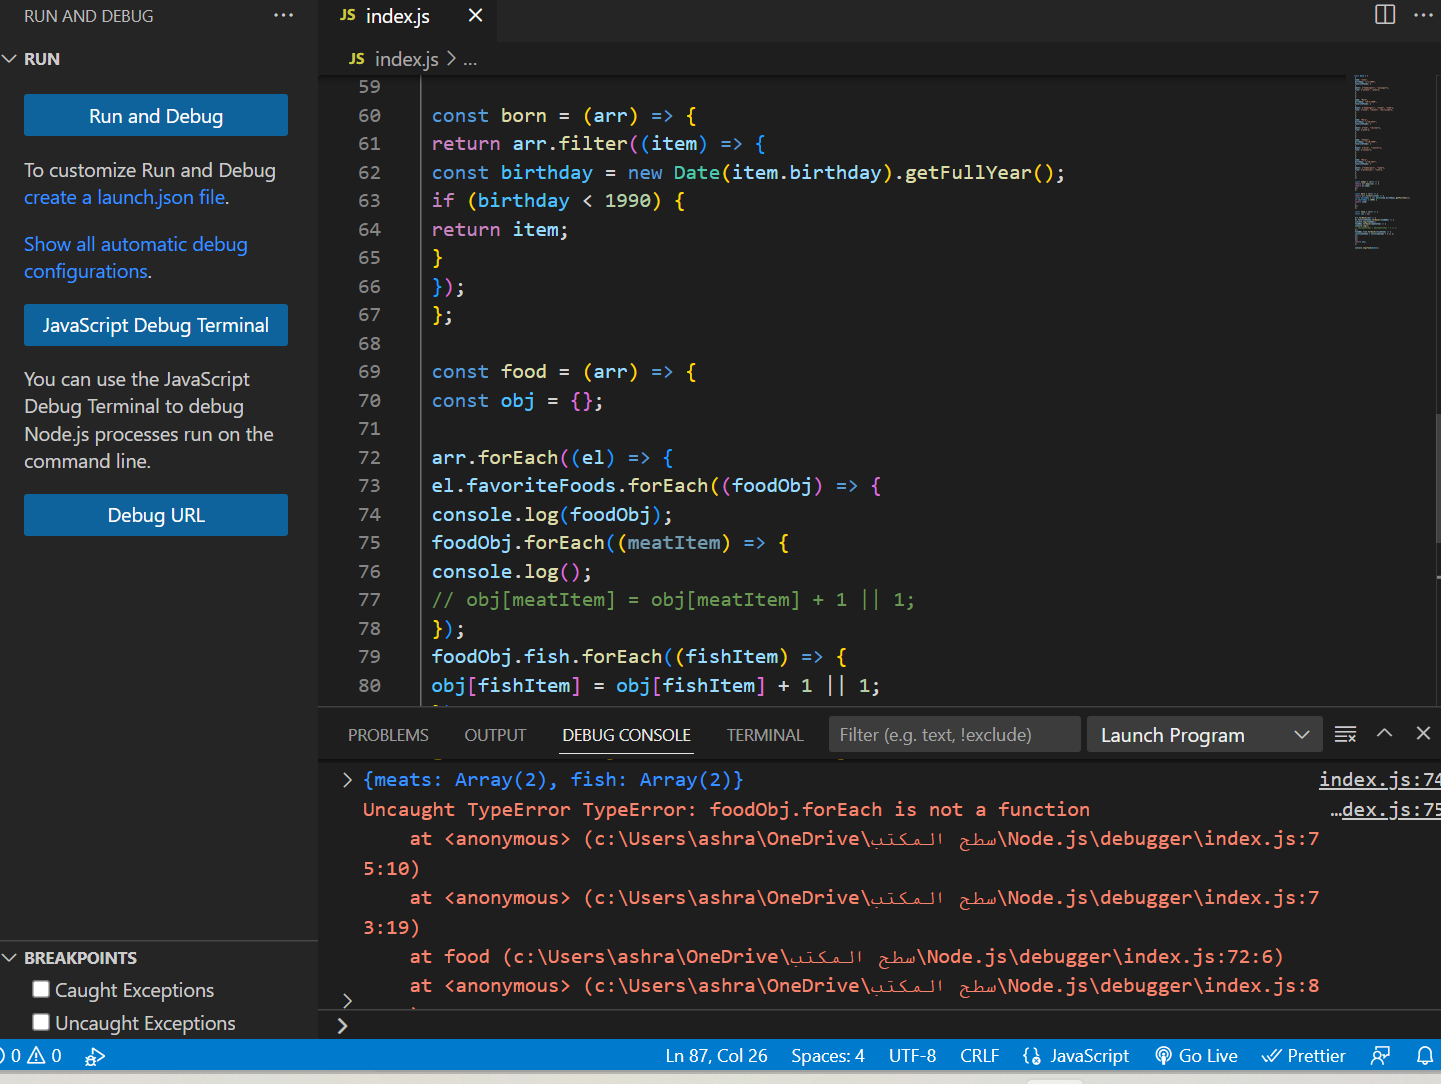 RUN AND DEBUG
RUN
Run and Debug
To customize Run and Debug
create a launch.json file.
Show all automatic debug
configurations.
JavaScript Debug Terminal
You can use the JavaScript
Debug Terminal to debug
Node.js processes run on the
command line.
Debug URL
BREAKPOINTS
Caught Exceptions
Uncaught Exceptions
JS index.js
JS index.js > ...
59
60 const born = (arr) => {
61 return arr.filter((item) => {
62 const birthday = new Date(item.birthday).getFullYear();
63 if (birthday < 1990) {
64 return item;
65 }
66 });
67 };
68
69 const food = (arr) => {
70 const obj = {};
71
72 arr.forEach((el) => {
73 el.favoriteFoods.forEach((foodObj) => {
74 console.log(foodObj);
75 foodObj.forEach((meatItem) => {
76 console.log();
77 // obj[meatItem] = obj[meatItem] + 1 || 1;
78 });
79 foodObj.fish.forEach((fishItem) => {
80 obj[fishItem] = obj[fishItem] + 1 || 1;
PROBLEMS OUTPUT DEBUG CONSOLE TERMINAL Filter (e.g. text, !exclude) Launch Program
{meats: Array(2), fish: Array(2)} index.js:74
Uncaught TypeError TypeError: foodObj.forEach is not a function …dex.js:75
at <anonymous> (c:\Users\ashra\OneDrive\سطح المكتب\Node.js\debugger\index.js:7
5:10)
at <anonymous> (c:\Users\ashra\OneDrive\سطح المكتب\Node.js\debugger\index.js:7
3:19)
at food (c:\Users\ashra\OneDrive\سطح المكتب\Node.js\debugger\index.js:72:6)
at <anonymous> (c:\Users\ashra\OneDrive\سطح المكتب\Node.js\debugger\index.js:8
0 0 Ln 87, Col 26 Spaces: 4 UTF-8 CRLF JavaScript Go Live Prettier